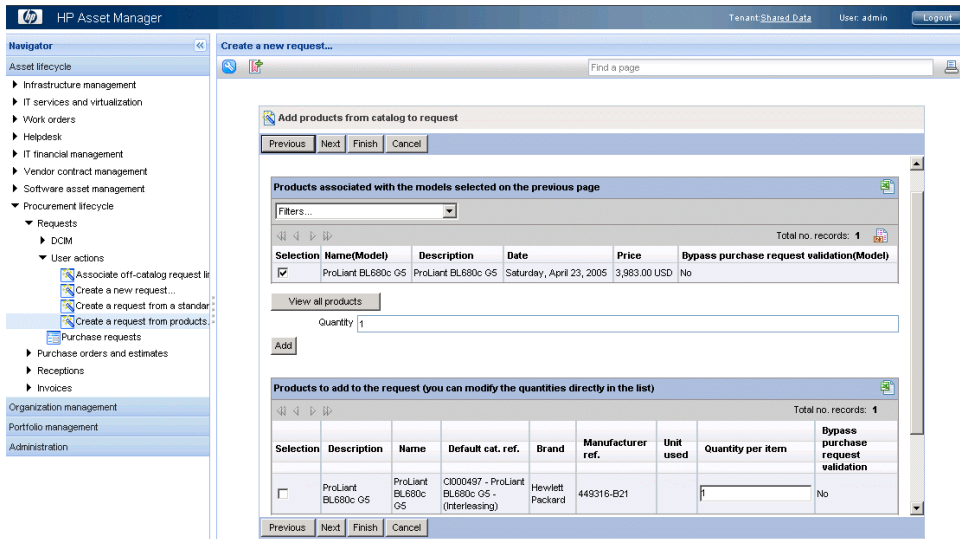 HP Asset Manager
Tenant:Shared Data
User: admin
Logout
Navigator
Asset lifecycle
Infrastructure management
IT services and virtualization
Work orders
Helpdesk
IT financial management
Vendor contract management
Software asset management
Procurement lifecycle
Requests
DCIM
User actions
Associate off-catalog request lin
Create a new request...
Create a request from a standar
Create a request from products.
Purchase requests
Purchase orders and estimates
Receptions
Invoices
Organization management
Portfolio management
Administration
Create a new request...
Find a page
Add products from catalog to request
Previous Next Finish Cancel
Products associated with the models selected on the previous page
Filters...
Total no. records: 1
Selection Name(Model) Description Date Price Bypass purchase request validation(Model)
ProLiant BL680c G5 ProLiant BL680c G5 Saturday, April 23, 2005 3,983.00 USD No
View all products
Quantity 1
Add
Products to add to the request (you can modify the quantities directly in the list)
Total no. records: 1
Selection Description Name Default cat. ref. Brand Manufacturer ref. Unit used Quantity per item Bypass purchase request validation
ProLiant BL680c G5 ProLiant BL680c G5 CI000497 - ProLiant BL680c G5 - (Interleasing) Hewlett Packard 449316-B21 1 No
Previous Next Finish Cancel